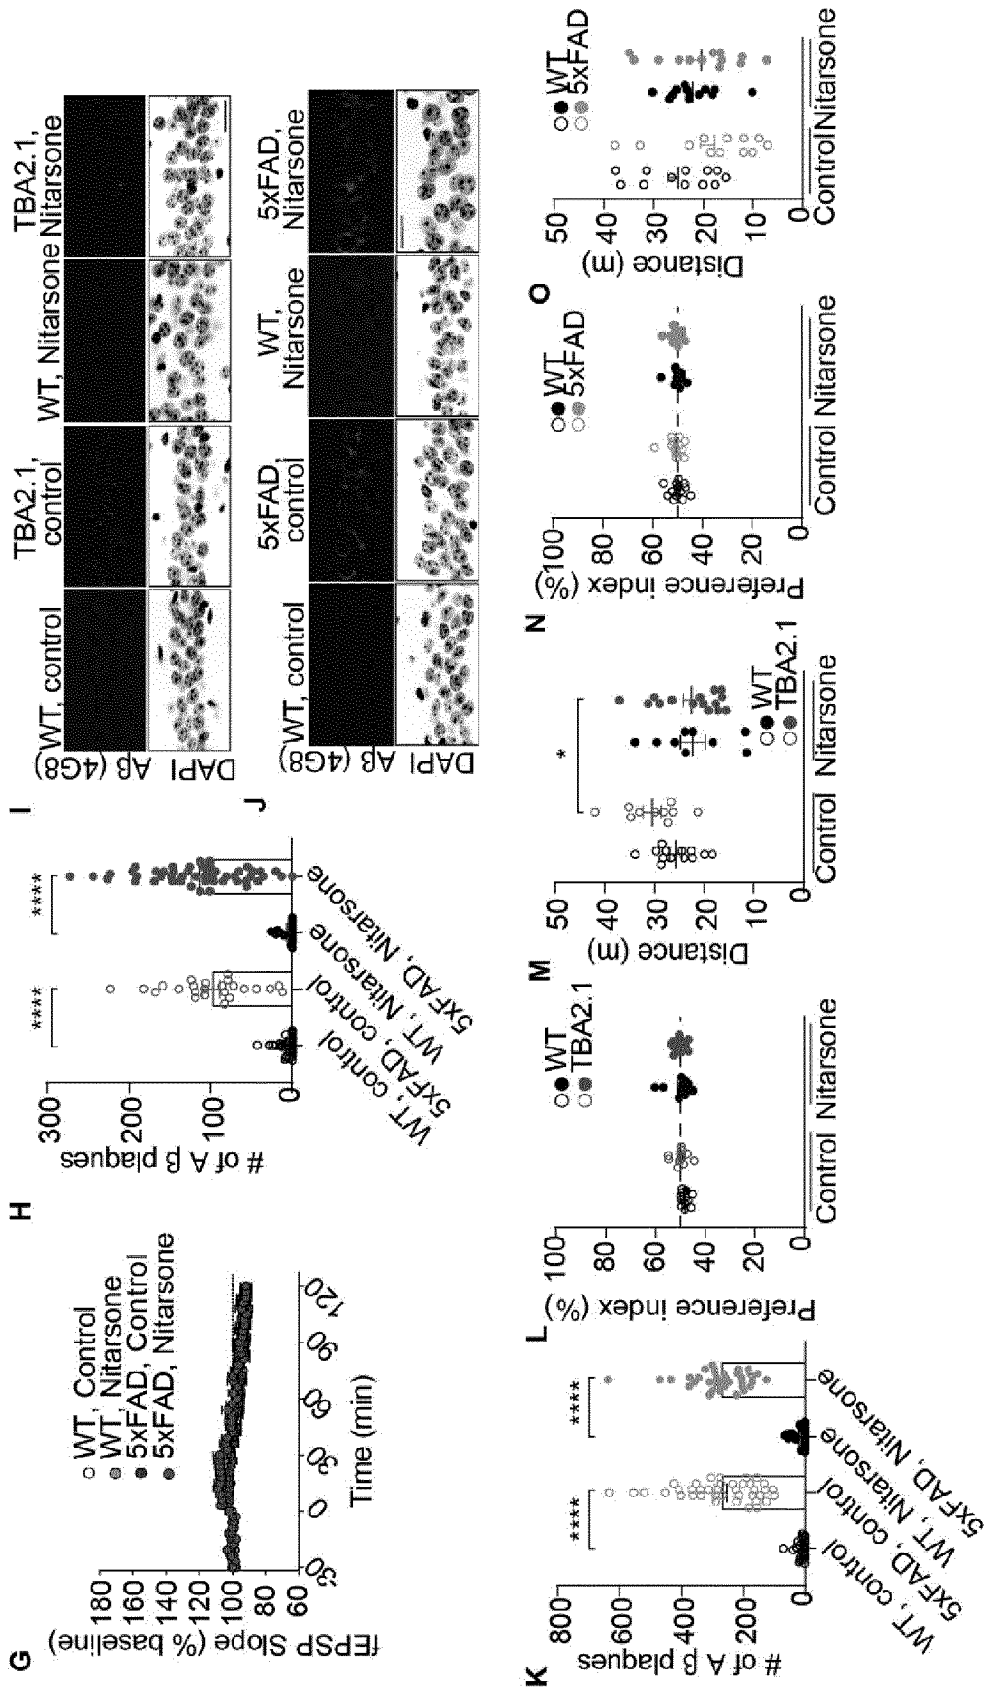 G
fEPSP Slope (% baseline)
180
160
140
120
100
80
60
-30
0
30
60
90
120
Time (min)
WT, Control
WT, Nitarsone
5xFAD, Control
5xFAD, Nitarsone
H
# of A β plaques
300
200
100
0
****
****
WT, control
5xFAD, control
WT, Nitarsone
5xFAD, Nitarsone
I
WT, control
TBA2.1,
control
WT, Nitarsone
TBA2.1,
Nitarsone
Aβ (4G8)
DAPI
J
WT, control
5xFAD,
control
WT,
Nitarsone
5xFAD,
Nitarsone
Aβ (4G8)
DAPI
K
# of A β plaques
800
600
400
200
0
****
****
WT, control
5xFAD, control
WT, Nitarsone
5xFAD, Nitarsone
L
Preference index (%)
100
80
60
40
20
0
WT
TBA2.1
Control
Nitarsone
M
Distance (m)
50
40
30
20
10
0
*
WT
TBA2.1
Control
Nitarsone
N
Preference index (%)
100
80
60
40
20
0
WT
5xFAD
Control
Nitarsone
O
Distance (m)
50
40
30
20
10
0
WT
5xFAD
Control
Nitarsone